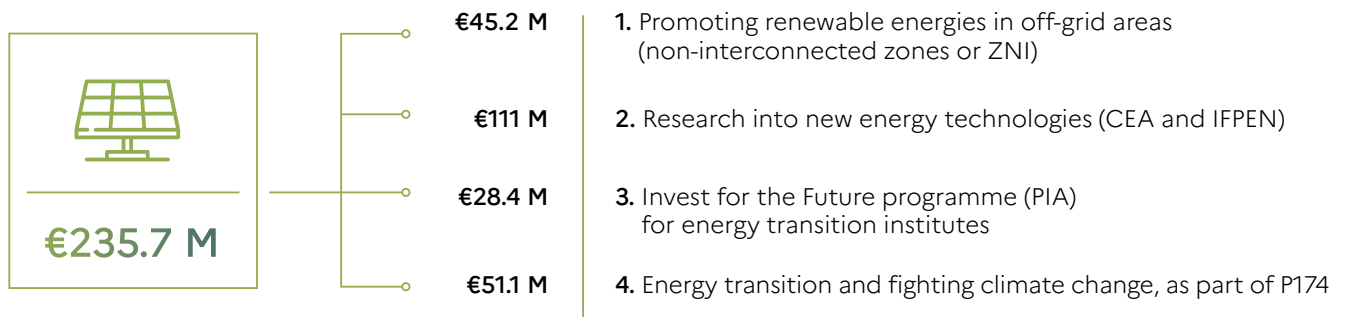 €235.7 M
€45.2 M
1. Promoting renewable energies in off-grid areas
(non-interconnected zones or ZNI)
€111 M
2. Research into new energy technologies (CEA and IFPEN)
€28.4 M
3. Invest for the Future programme (PIA)
for energy transition institutes
€51.1 M
4. Energy transition and fighting climate change, as part of P174